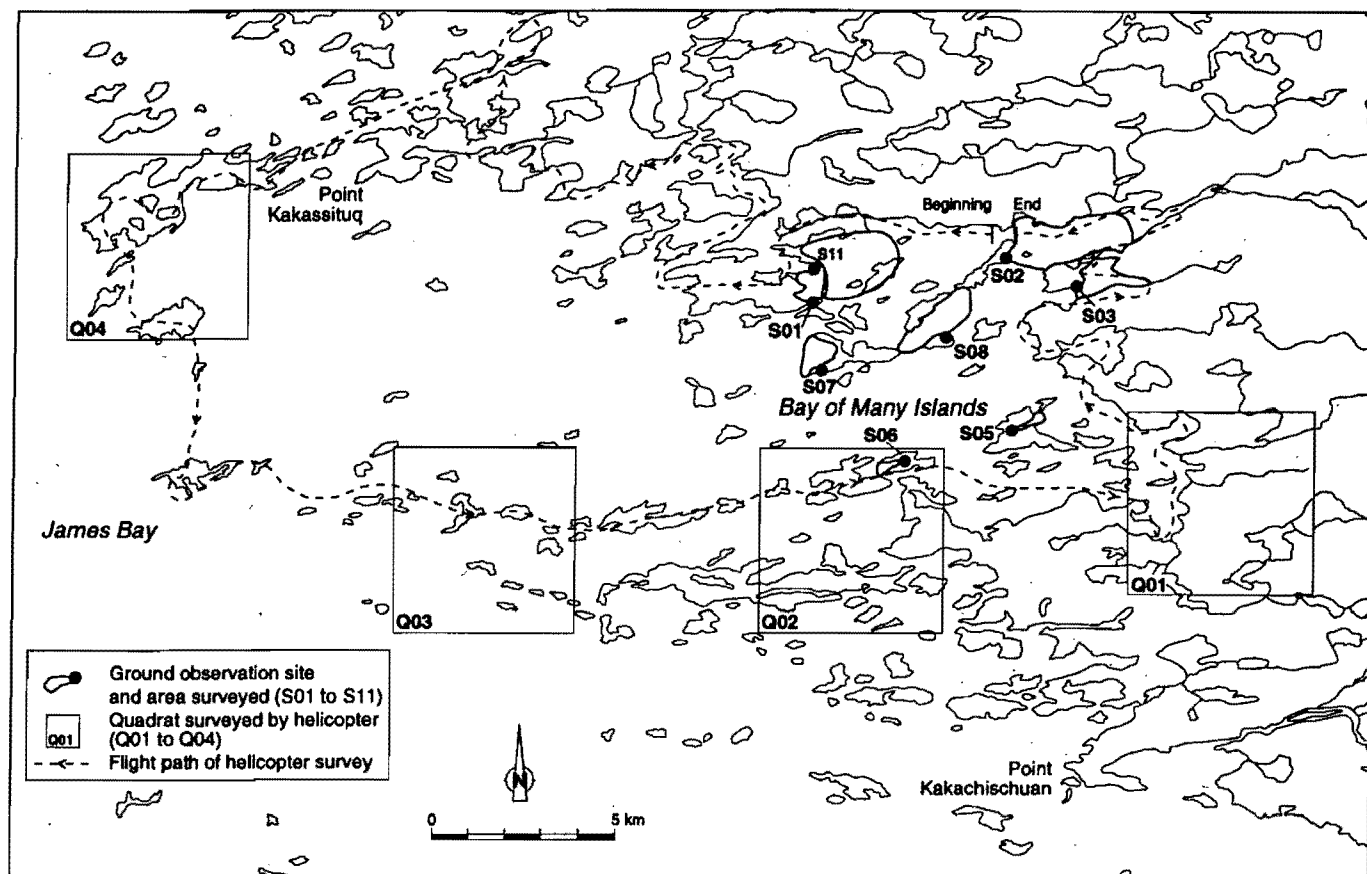 Point
Kakassituq
Beginning End
S11
S02
Q04
S01
S03
S08
S07
Bay of Many Islands
S06
S05
James Bay
Q03
Q02
Q01
Ground observation site
and area surveyed (S01 to S11)
Quadrat surveyed by helicopter
Q01
(Q01 to Q04)
Flight path of helicopter survey
N
0 5 km
Point
Kakachischuan